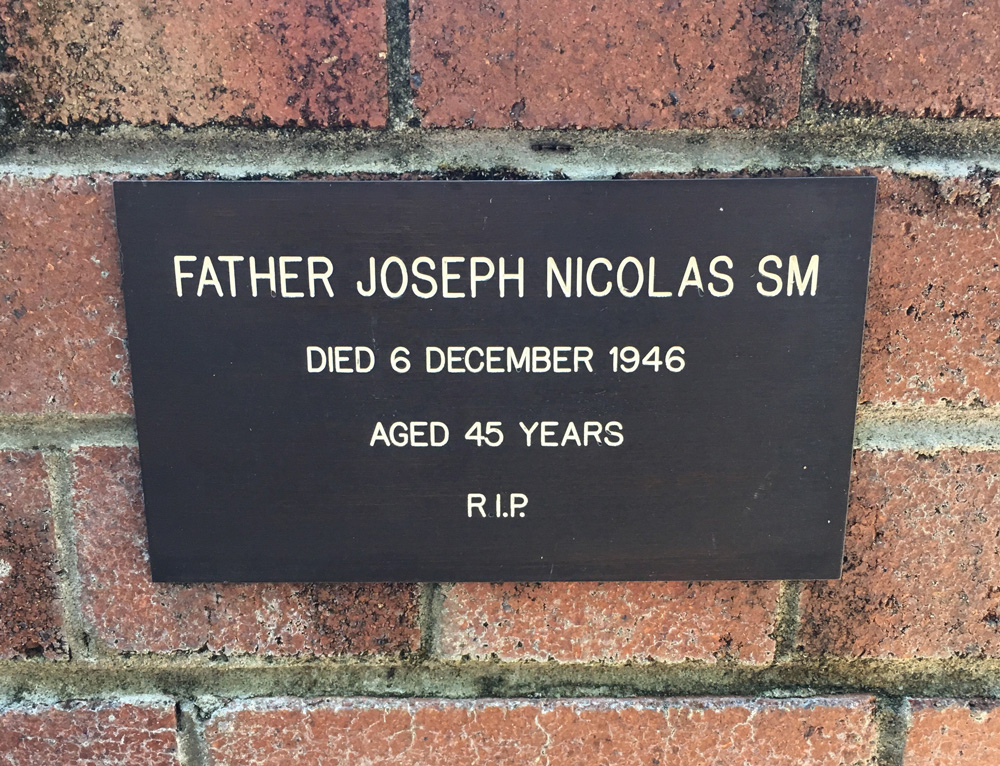 FATHER JOSEPH NICOLAS SM
DIED 6 DECEMBER 1946
AGED 45 YEARS
R.I.P.